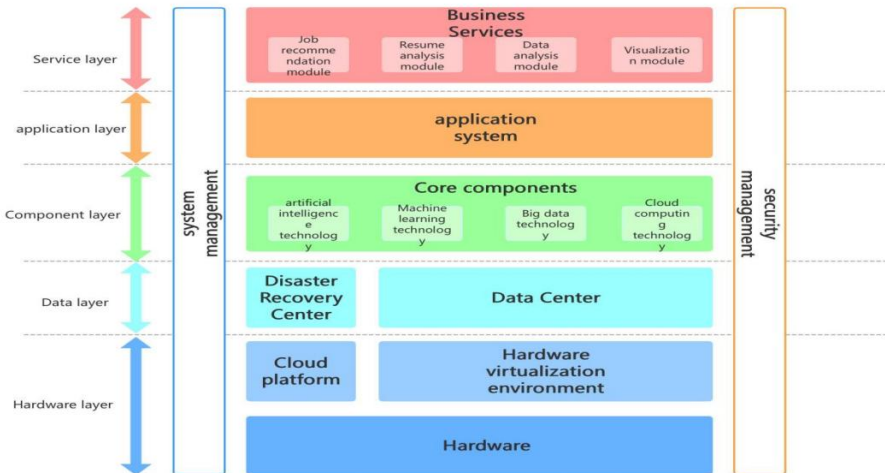 Business
Services
Service layer
Job
recomme
ndation
module
Resume
analysis
module
Data
analysis
module
Visualizatio
n module
application layer
application
system
Component layer
Core components
artificial
intelligenc
e
technology
Machine
learning
technolog
y
Big data
technolog
y
Cloud
computin
g
technology
system
management
security
management
Data layer
Disaster
Recovery
Center
Data Center
Hardware layer
Cloud
platform
Hardware
virtualization
environment
Hardware